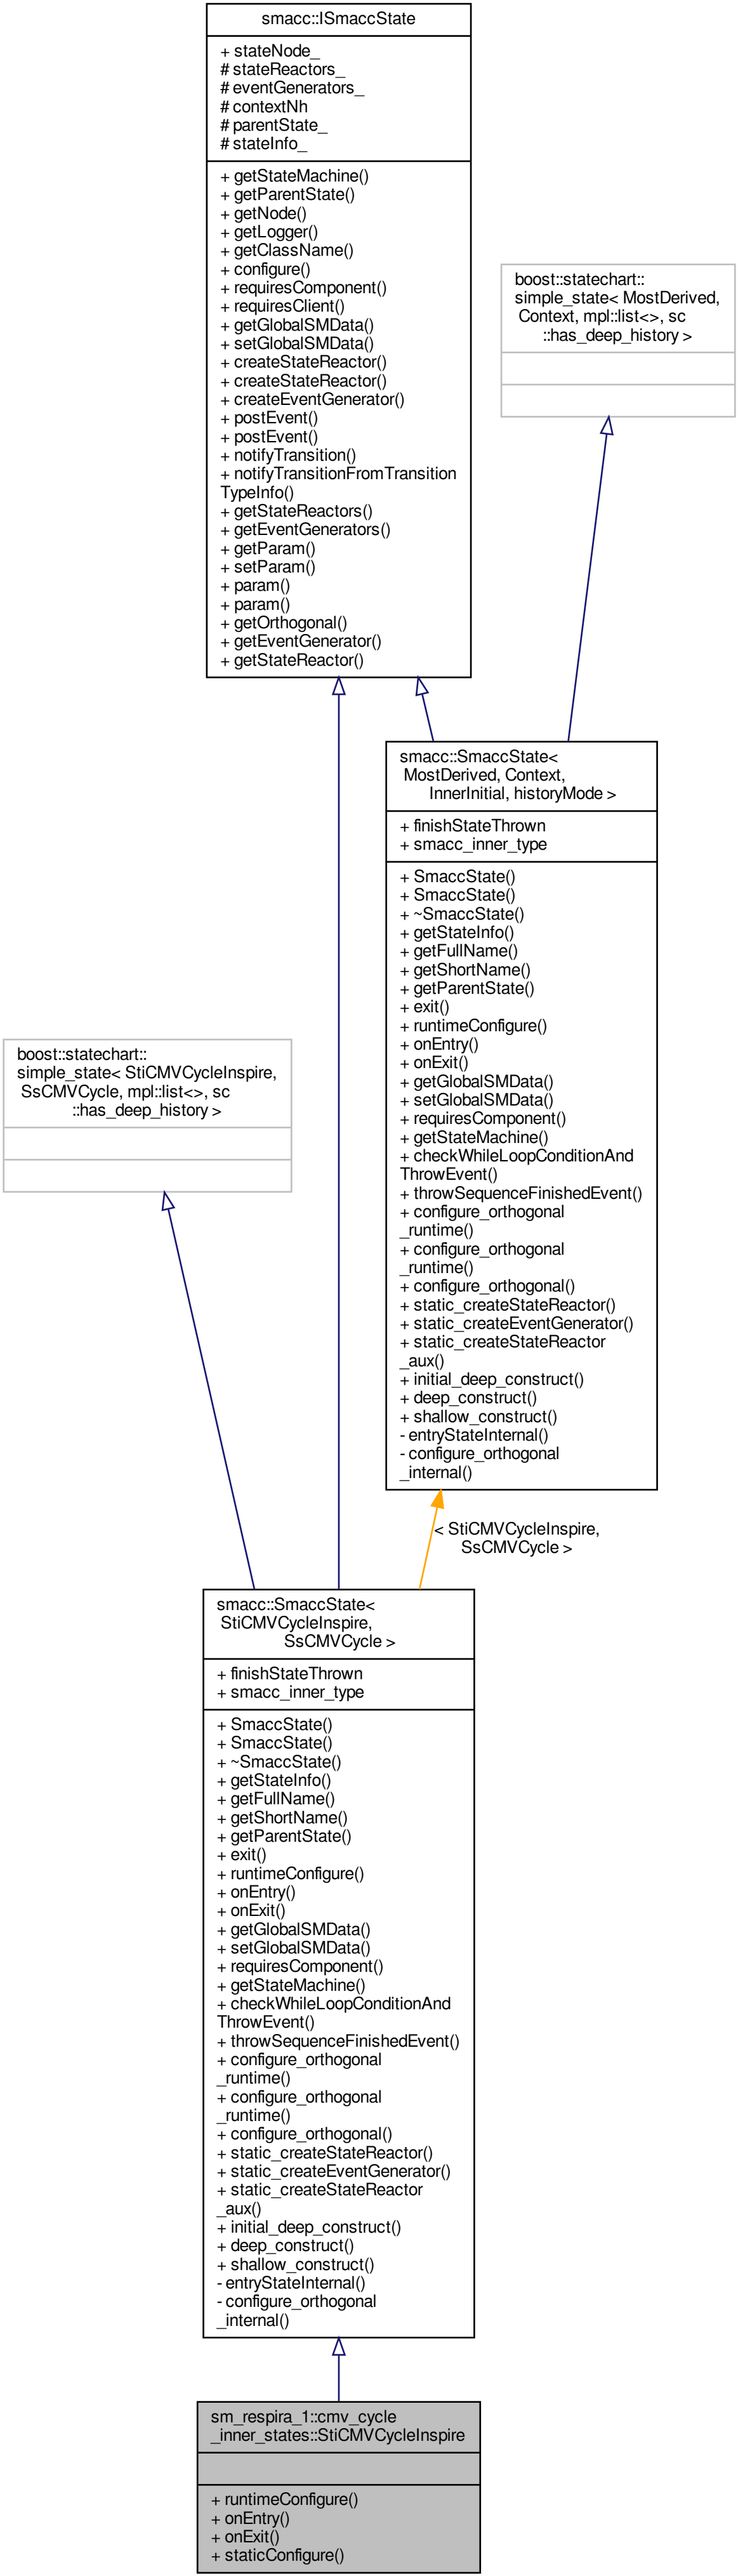 smacc::ISmaccState
+ stateNode_
# stateReactors_
# eventGenerators_
# contextNh
# parentState_
# stateInfo_
+ getStateMachine()
+ getParentState()
+ getNode()
+ getLogger()
+ getClassName()
+ configure()
+ requiresComponent()
+ requiresClient()
+ getGlobalSMData()
+ setGlobalSMData()
+ createStateReactor()
+ createStateReactor()
+ createEventGenerator()
+ postEvent()
+ postEvent()
+ notifyTransition()
+ notifyTransitionFromTransition
TypeInfo()
+ getStateReactors()
+ getEventGenerators()
+ getParam()
+ setParam()
+ param()
+ param()
+ getOrthogonal()
+ getEventGenerator()
+ getStateReactor()
boost::statechart::
simple_state< MostDerived,
Context, mpl::list<>, sc
::has_deep_history >
smacc::SmaccState<
MostDerived, Context,
InnerInitial, historyMode >
+ finishStateThrown
+ smacc_inner_type
+ SmaccState()
+ SmaccState()
+ ~SmaccState()
+ getStateInfo()
+ getFullName()
+ getShortName()
+ getParentState()
+ exit()
+ runtimeConfigure()
+ onEntry()
+ onExit()
+ getGlobalSMData()
+ setGlobalSMData()
+ requiresComponent()
+ getStateMachine()
+ checkWhileLoopConditionAnd
ThrowEvent()
+ throwSequenceFinishedEvent()
+ configure_orthogonal
_runtime()
+ configure_orthogonal
_runtime()
+ configure_orthogonal()
+ static_createStateReactor()
+ static_createEventGenerator()
+ static_createStateReactor
_aux()
+ initial_deep_construct()
+ deep_construct()
+ shallow_construct()
- entryStateInternal()
- configure_orthogonal
_internal()
boost::statechart::
simple_state< StiCMVCycleInspire,
SsCMVCycle, mpl::list<>, sc
::has_deep_history >
< StiCMVCycleInspire,
SsCMVCycle >
smacc::SmaccState<
StiCMVCycleInspire,
SsCMVCycle >
+ finishStateThrown
+ smacc_inner_type
+ SmaccState()
+ SmaccState()
+ ~SmaccState()
+ getStateInfo()
+ getFullName()
+ getShortName()
+ getParentState()
+ exit()
+ runtimeConfigure()
+ onEntry()
+ onExit()
+ getGlobalSMData()
+ setGlobalSMData()
+ requiresComponent()
+ getStateMachine()
+ checkWhileLoopConditionAnd
ThrowEvent()
+ throwSequenceFinishedEvent()
+ configure_orthogonal
_runtime()
+ configure_orthogonal
_runtime()
+ configure_orthogonal()
+ static_createStateReactor()
+ static_createEventGenerator()
+ static_createStateReactor
_aux()
+ initial_deep_construct()
+ deep_construct()
+ shallow_construct()
- entryStateInternal()
- configure_orthogonal
_internal()
sm_respira_1::cmv_cycle
_inner_states::StiCMVCycleInspire
+ runtimeConfigure()
+ onEntry()
+ onExit()
+ staticConfigure()